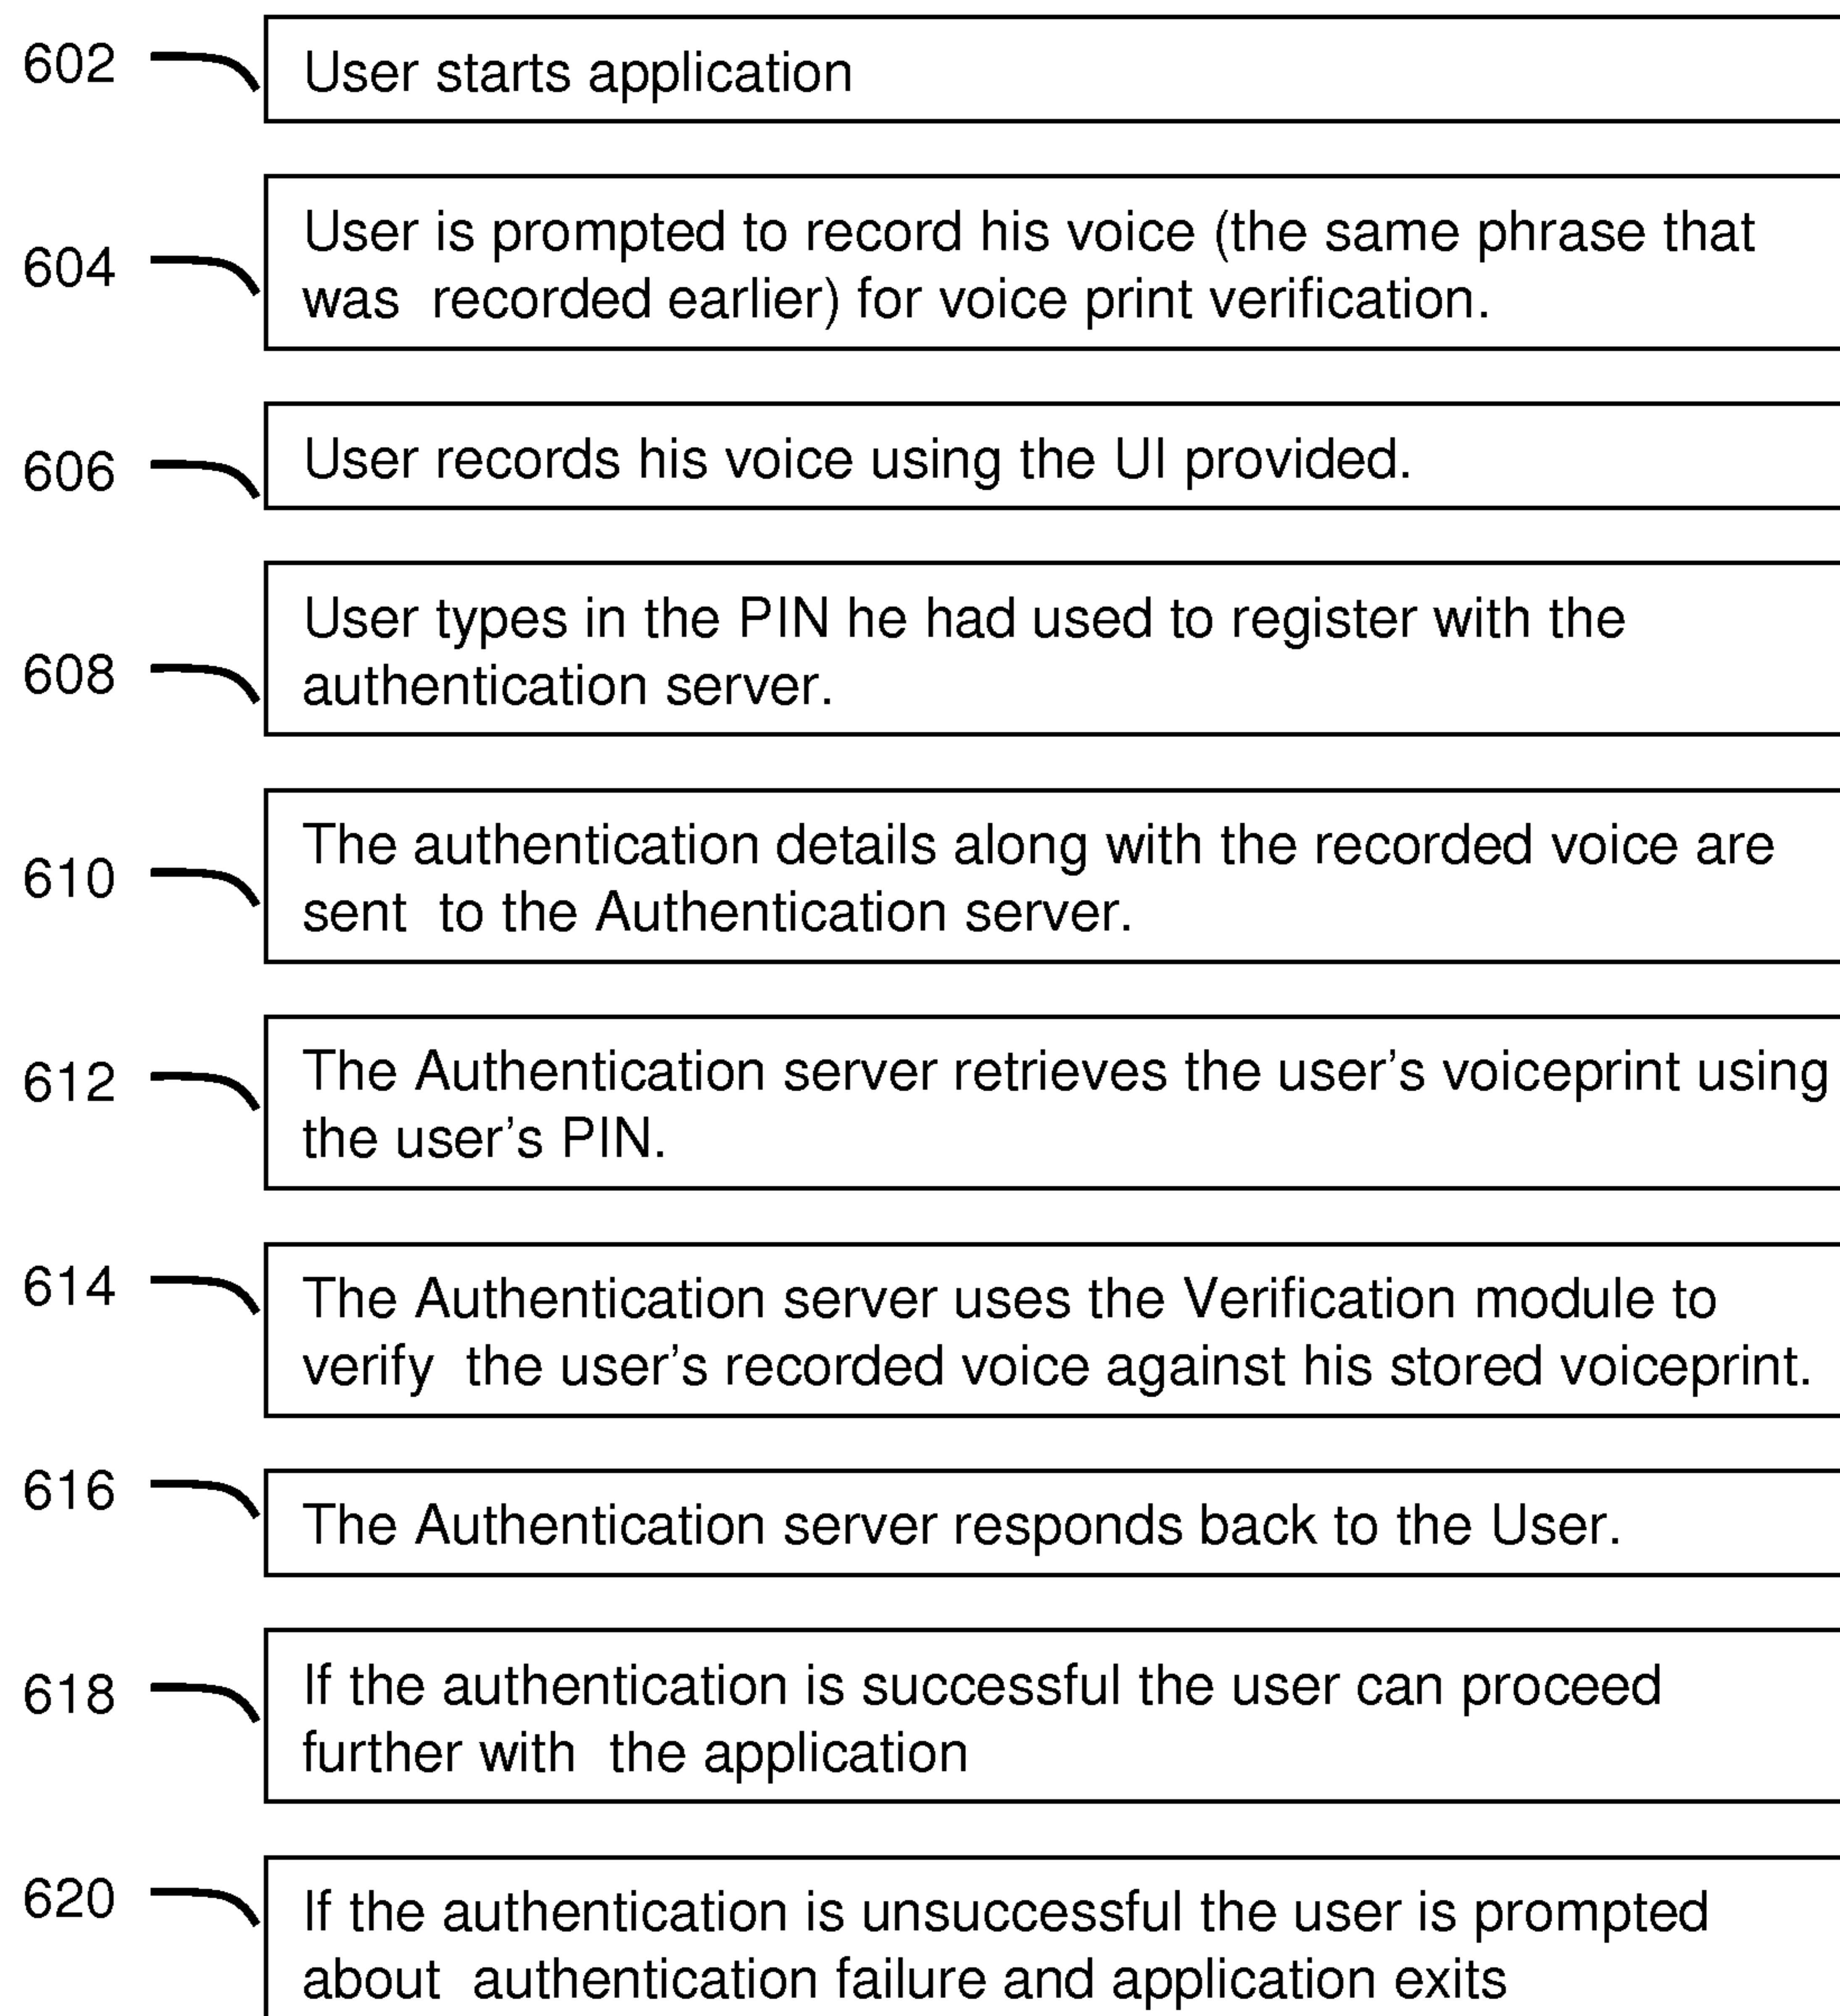 602 User starts application
604 User is prompted to record his voice (the same phrase that
was recorded earlier) for voice print verification.
606 User records his voice using the UI provided.
608 User types in the PIN he had used to register with the
authentication server.
610 The authentication details along with the recorded voice are
sent to the Authentication server.
612 The Authentication server retrieves the user's voiceprint using
the user's PIN.
614 The Authentication server uses the Verification module to
verify the user's recorded voice against his stored voiceprint.
616 The Authentication server responds back to the User.
618 If the authentication is successful the user can proceed
further with the application
620 If the authentication is unsuccessful the user is prompted
about authentication failure and application exits